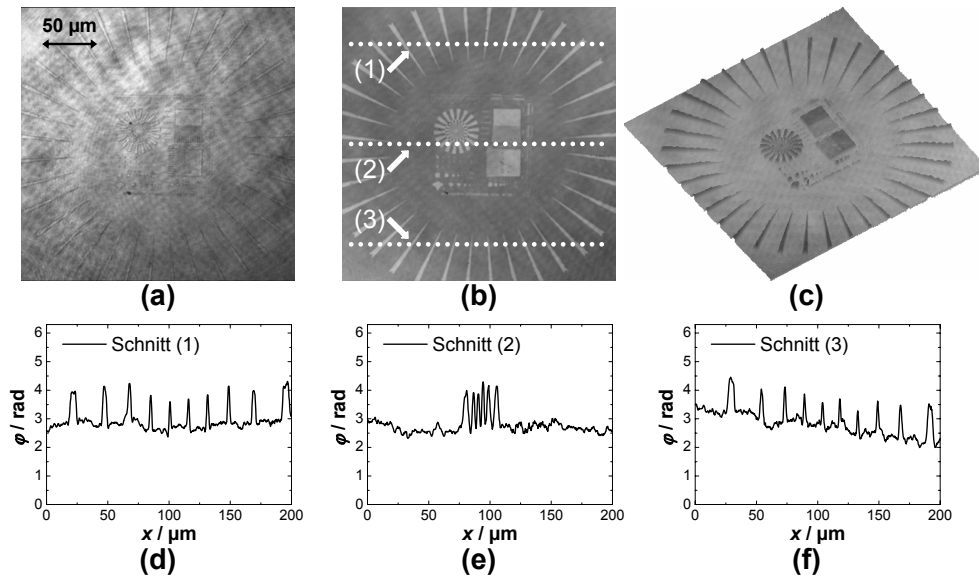 50 µm
(1)
(2)
(3)
(a)
(b)
(c)
6
5
4
3
2
1
0
φ / rad
Schnitt (1)
0 50 100 150 200
x / µm
(d)
6
5
4
3
2
1
0
φ / rad
Schnitt (2)
0 50 100 150 200
x / µm
(e)
6
5
4
3
2
1
0
φ / rad
Schnitt (3)
0 50 100 150 200
x / µm
(f)